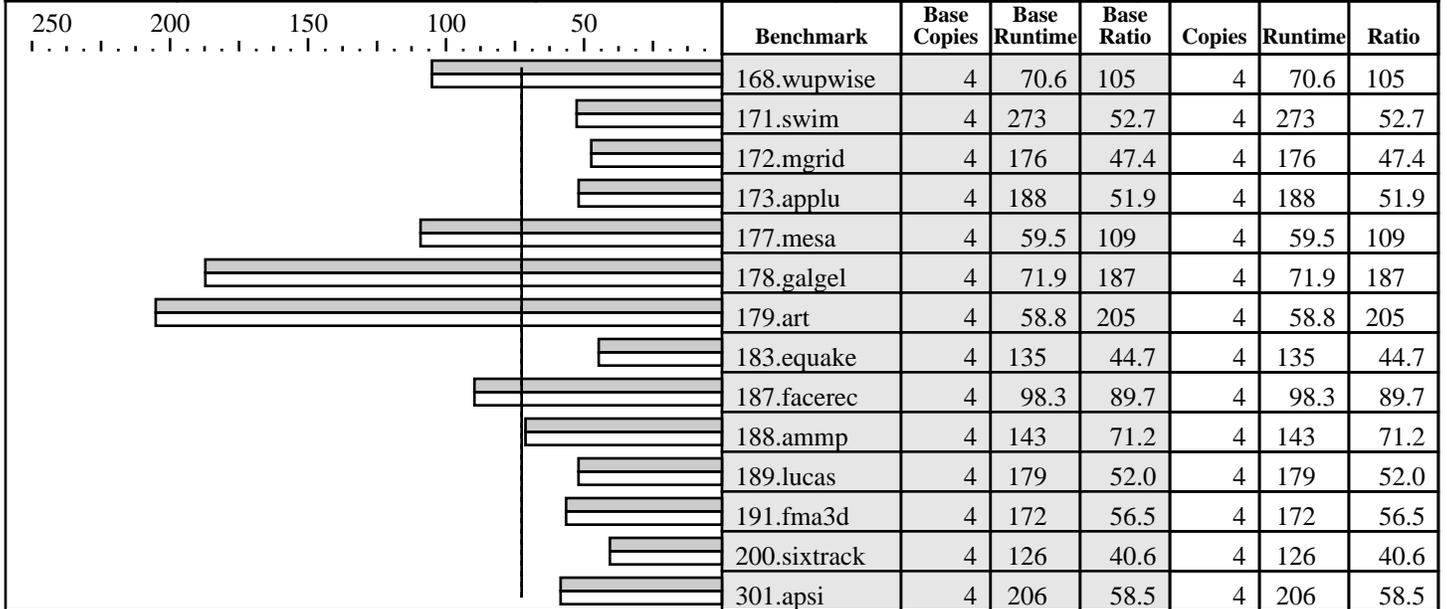 250 200 150 100 50
Benchmark Base Copies Base Runtime Base Ratio Copies Runtime Ratio
168.wupwise 4 70.6 105 4 70.6 105
171.swim 4 273 52.7 4 273 52.7
172.mgrid 4 176 47.4 4 176 47.4
173.applu 4 188 51.9 4 188 51.9
177.mesa 4 59.5 109 4 59.5 109
178.galgel 4 71.9 187 4 71.9 187
179.art 4 58.8 205 4 58.8 205
183.equake 4 135 44.7 4 135 44.7
187.facerec 4 98.3 89.7 4 98.3 89.7
188.ammp 4 143 71.2 4 143 71.2
189.lucas 4 179 52.0 4 179 52.0
191.fma3d 4 172 56.5 4 172 56.5
200.sixtrack 4 126 40.6 4 126 40.6
301.apsi 4 206 58.5 4 206 58.5